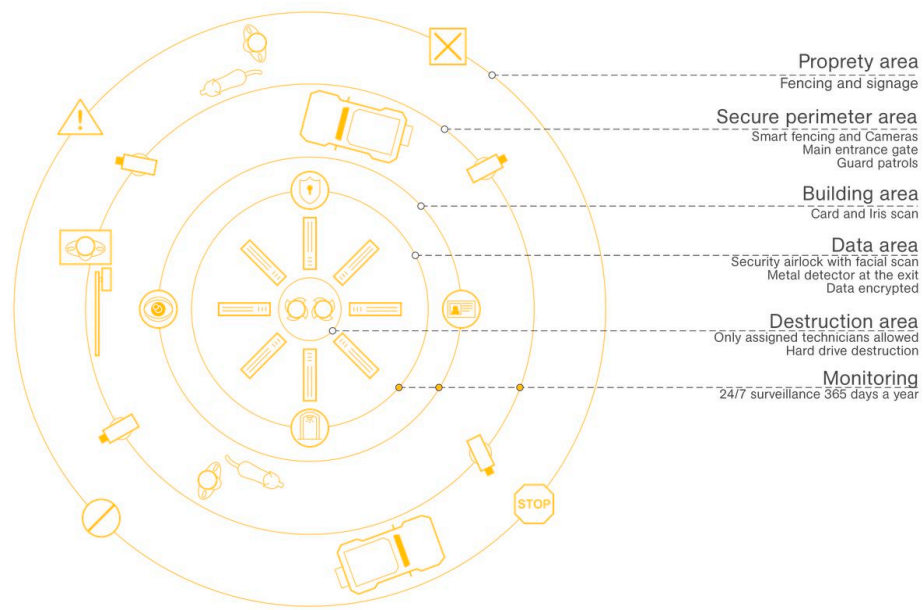 Proprety area
Fencing and signage
Secure perimeter area
Smart fencing and Cameras
Main entrance gate
Guard patrols
Building area
Card and Iris scan
Data area
Security airlock with facial scan
Metal detector at the exit
Data encrypted
Destruction area
Only assigned technicians allowed
Hard drive destruction
Monitoring
24/7 surveillance 365 days a year
STOP